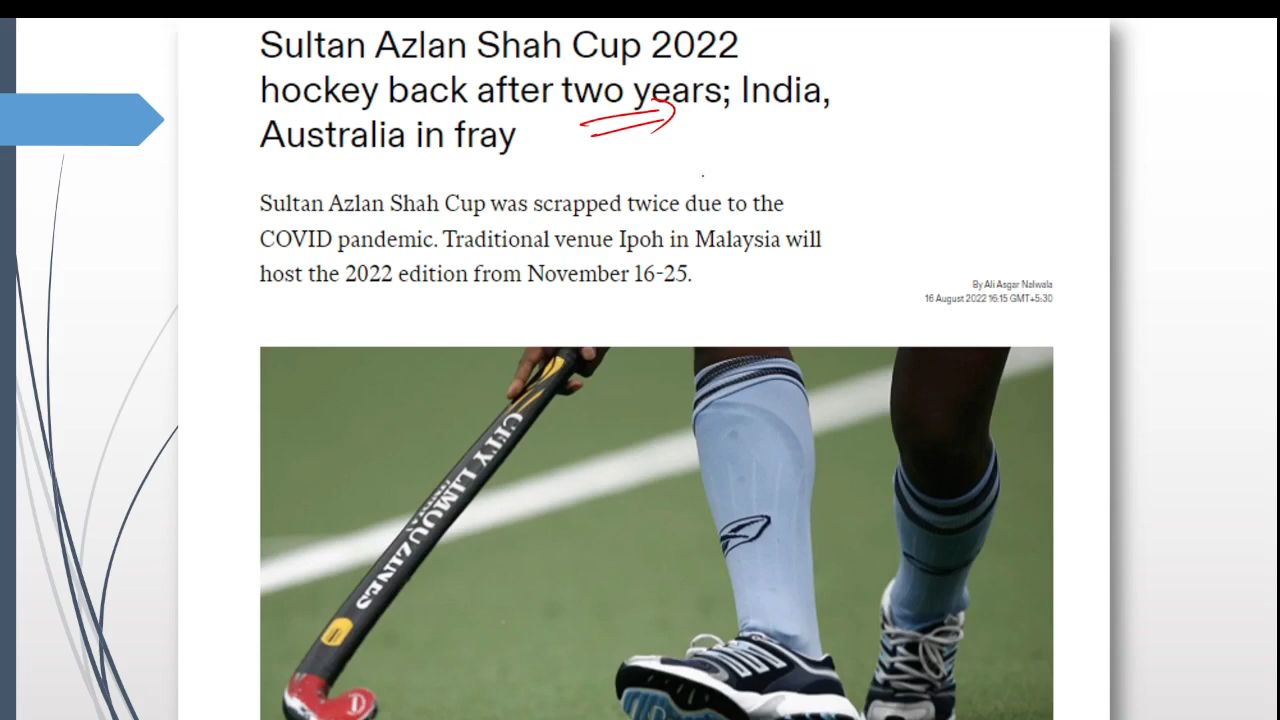 Sultan Azlan Shah Cup 2022
hockey back after two years; India,
Australia in fray
Sultan Azlan Shah Cup was scrapped twice due to the
COVID pandemic. Traditional venue Ipoh in Malaysia will
host the 2022 edition from November 16-25.
By Ali Asgar Nalwala
16 August 2022 16:15 GMT+5:30
CITY LIMOUZINES